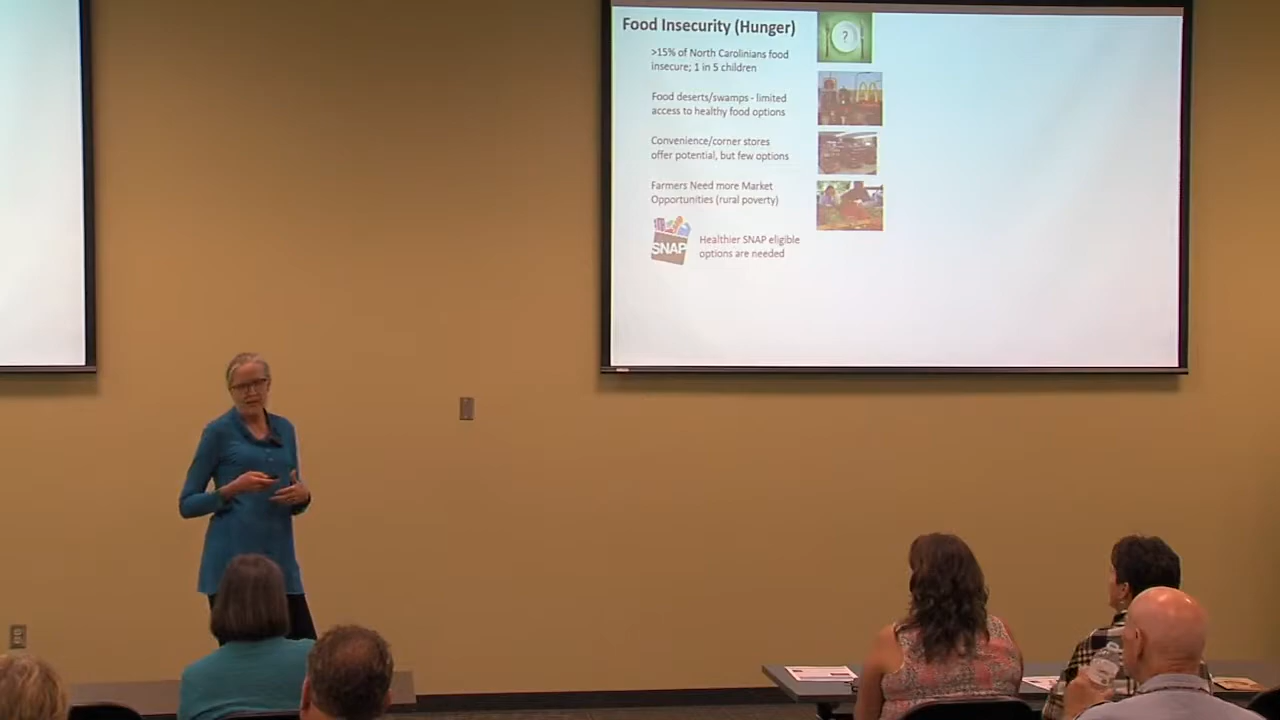 Food Insecurity (Hunger)
>15% of North Carolinians food
insecure; 1 in 5 children
Food deserts/swamps - limited
access to healthy food options
Convenience/corner stores
offer potential, but few options
Farmers Need more Market
Opportunities (rural poverty)
SNAP
Healthier SNAP eligible
options are needed
?